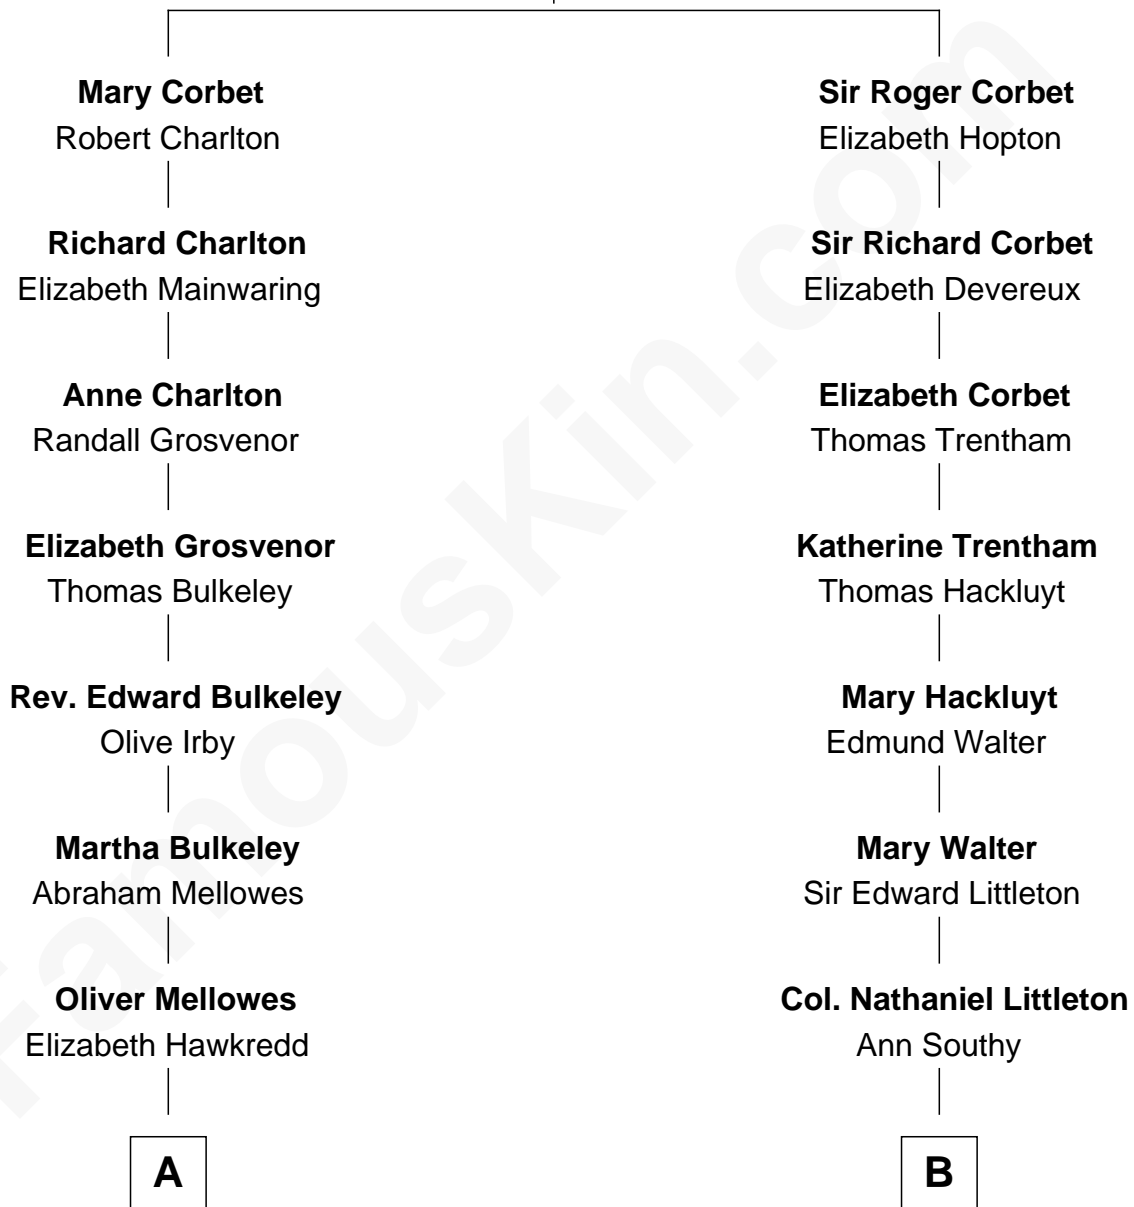 Mary Corbet
Robert Charlton
Richard Charlton
Elizabeth Mainwaring
Anne Charlton
Randall Grosvenor
Elizabeth Grosvenor
Thomas Bulkeley
Rev. Edward Bulkeley
Olive Irby
Martha Bulkeley
Abraham Mellowes
Oliver Mellowes
Elizabeth Hawkredd
A
Sir Roger Corbet
Elizabeth Hopton
Sir Richard Corbet
Elizabeth Devereux
Elizabeth Corbet
Thomas Trentham
Katherine Trentham
Thomas Hackluyt
Mary Hackluyt
Edmund Walter
Mary Walter
Sir Edward Littleton
Col. Nathaniel Littleton
Ann Southy
B
FamousKin.com